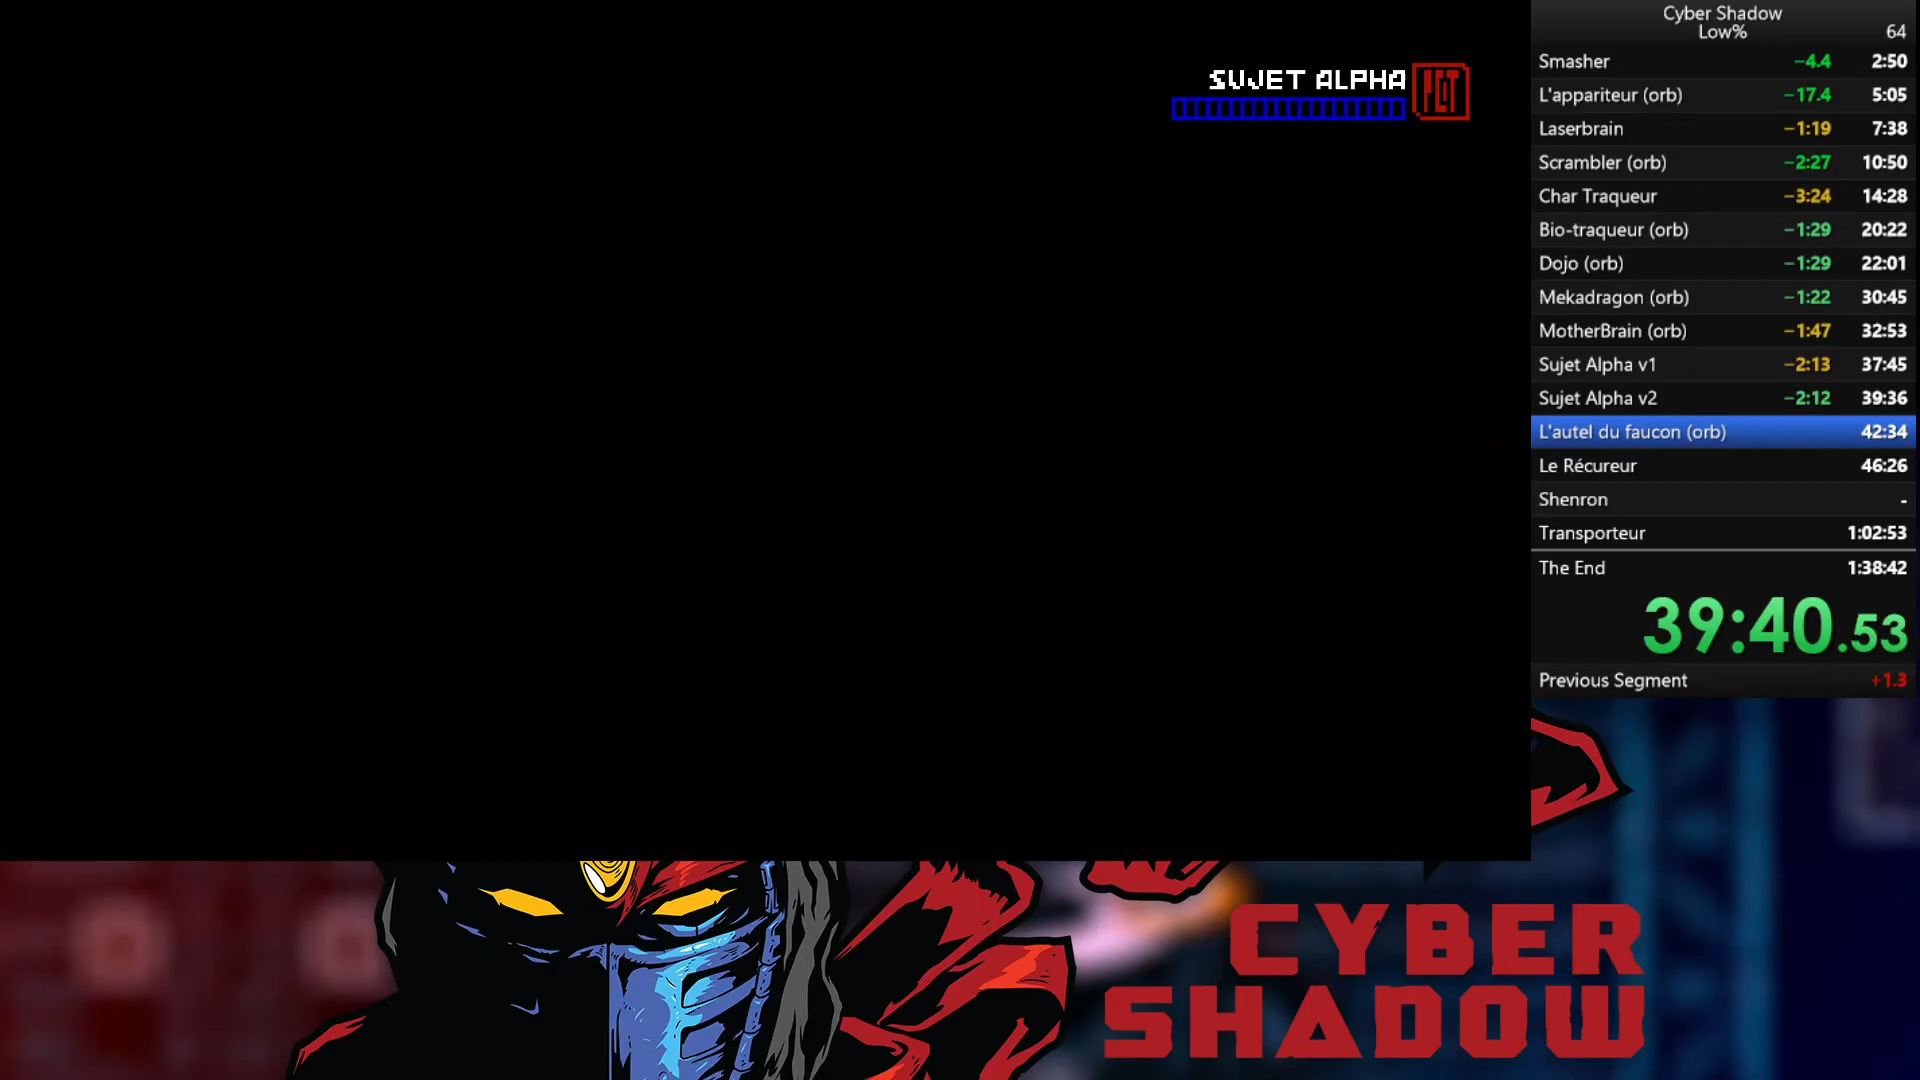 SUJET ALPHA
Cyber Shadow
Low% 64
Smasher -4.4 2:50
L'appariteur (orb) -17.4 5:05
Laserbrain -1:19 7:38
Scrambler (orb) -2:27 10:50
Char Traqueur -3:24 14:28
Bio-traqueur (orb) -1:29 20:22
Dojo (orb) -1:29 22:01
Mekadragon (orb) -1:22 30:45
MotherBrain (orb) -1:47 32:53
Sujet Alpha v1 -2:13 37:45
Sujet Alpha v2 -2:12 39:36
L'autel du faucon (orb) 42:34
Le Récureur 46:26
Shenron -
Transporteur 1:02:53
The End 1:38:42
39:40.53
Previous Segment +1.3
CYBER
SHADOW